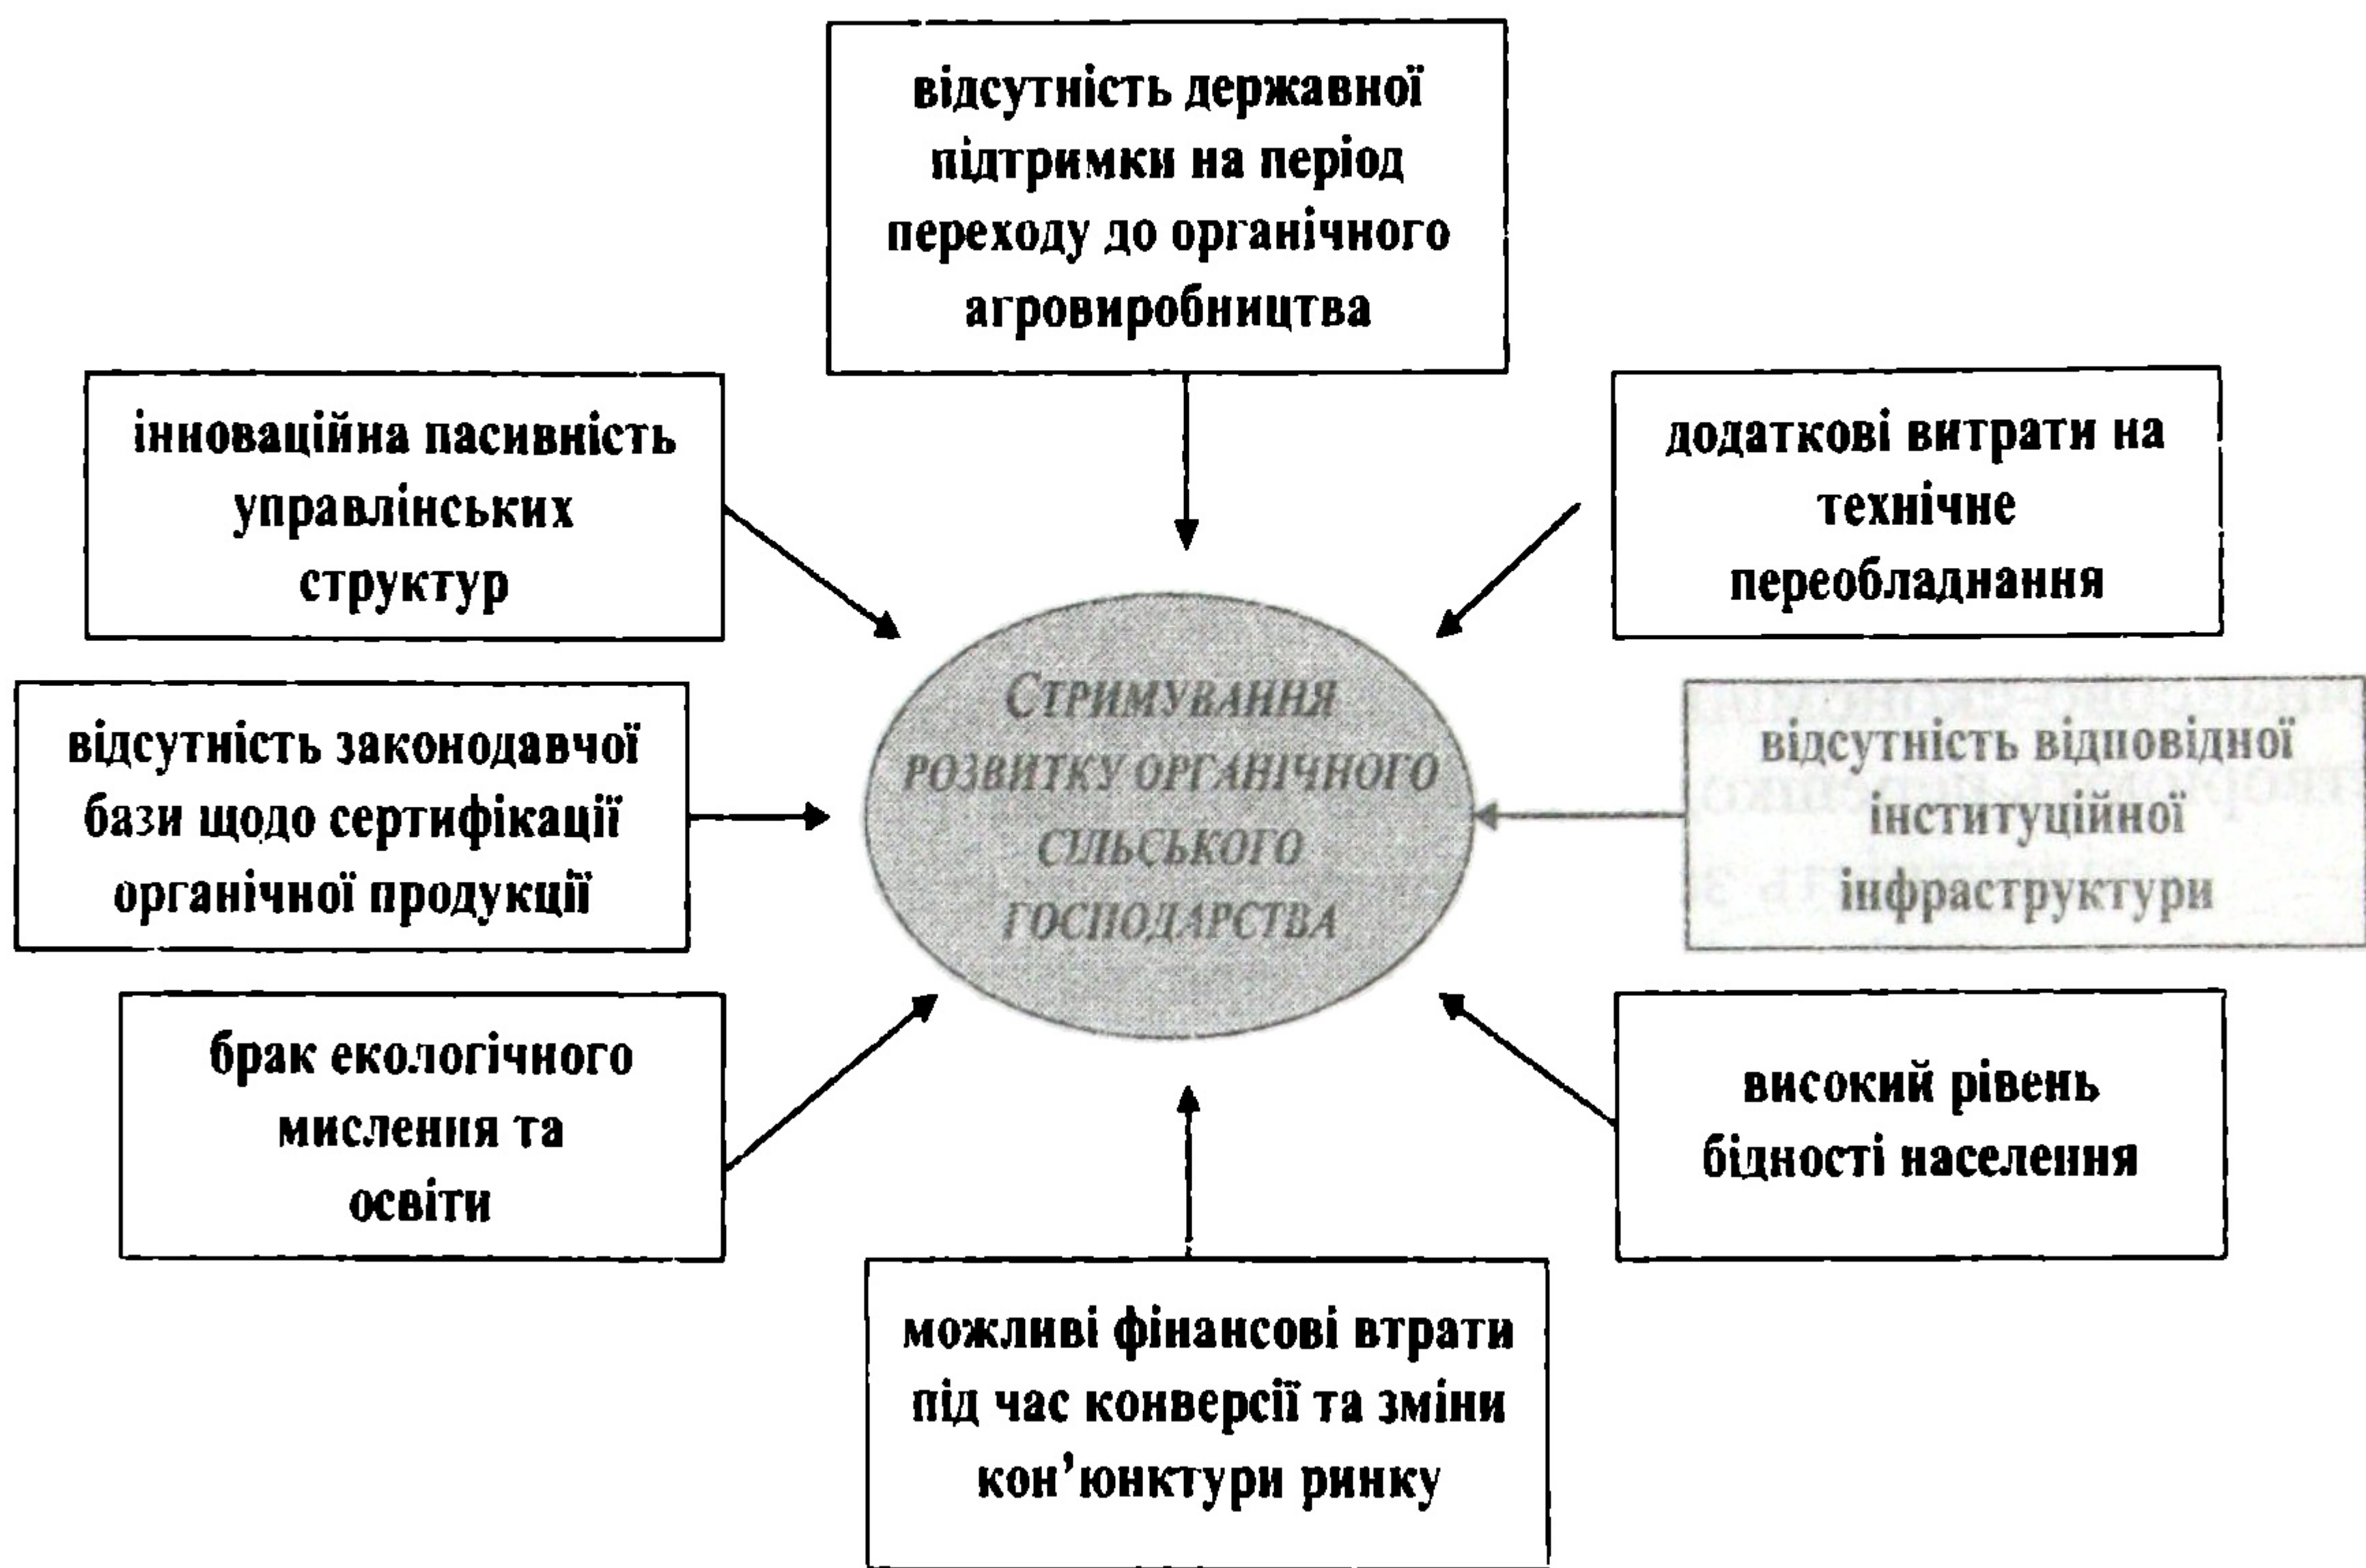 відсутність державної
підтримки на період
переходу до органічного
агровиробництва
інноваційна пасивність
управлінських
структур
додаткові витрати на
технічне
переобладнання
відсутність законодавчої
бази щодо сертифікації
органічної продукції
СТРИМУВАННЯ
РОЗВИТКУ ОРГАНІЧНОГО
СІЛЬСЬКОГО
ГОСПОДАРСТВА
відсутність відповідної
інституційної
інфраструктури
брак екологічного
мислення та
освіти
високий рівень
бідності населення
можливі фінансові втрати
під час конверсії та зміни
кон’юнктури ринку